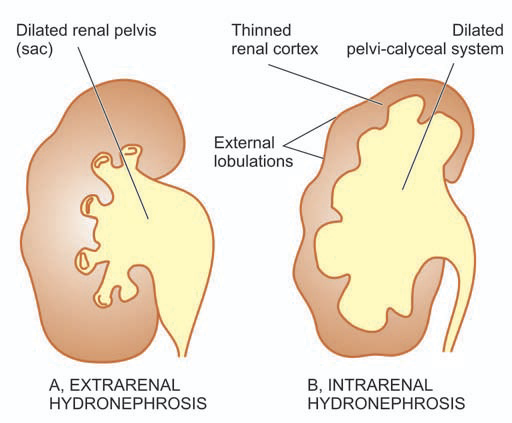 Dilated renal pelvis
(sac)
Thinned
renal cortex
Dilated
pelvi-calyceal system
External
lobulations
A, EXTRARENAL
HYDRONEPHROSIS
B, INTRARENAL
HYDRONEPHROSIS